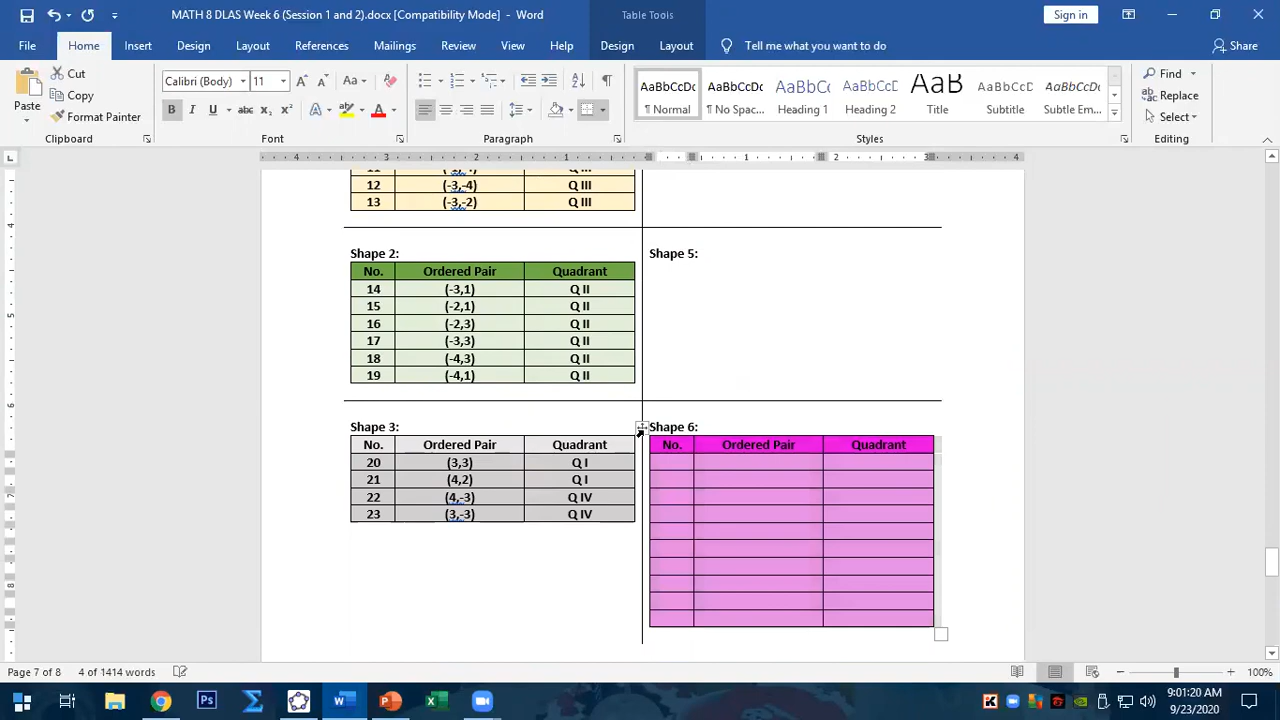 MATH 8 DLAS Week 6 (Session 1 and 2).docx [Compatibility Mode] - Word
Table Tools
Sign in
File Home Insert Design Layout References Mailings Review View Help Design Layout Tell me what you want to do Share
Paste
Cut
Copy
Format Painter
Calibri (Body) 11
AaBbCcDc AaBbCcDc AaBbCc AaBbCcC AaB AaBbCcD AaBbCcDc
¶ Normal ¶ No Spac... Heading 1 Heading 2 Title Subtitle Subtle Em...
Find
Replace
Select
Clipboard Font Paragraph Styles Editing
12 (-3,-4) Q III
13 (-3,-2) Q III
Shape 2:
No. Ordered Pair Quadrant
14 (-3,1) Q II
15 (-2,1) Q II
16 (-2,3) Q II
17 (-3,3) Q II
18 (-4,3) Q II
19 (-4,1) Q II
Shape 5:
Shape 3:
No. Ordered Pair Quadrant
20 (3,3) Q I
21 (4,2) Q I
22 (4,-3) Q IV
23 (3,-3) Q IV
Shape 6:
No. Ordered Pair Quadrant
Page 7 of 8 4 of 1414 words 100%
9:01:20 AM
9/23/2020